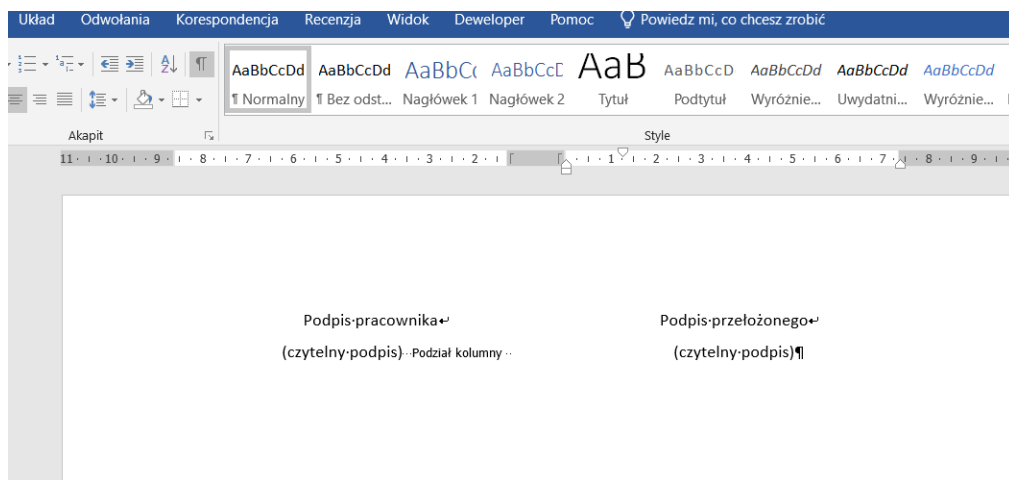 Układ Odwołania Korespondencja Recenzja Widok Deweloper Pomoc Powiedz mi, co chcesz zrobić
AaBbCcDd AaBbCcDd AaBbCc AaBbCcD AaB AaBbCcD AaBbCcDd AaBbCcDd AaBbCcDd
¶ Normalny ¶ Bez odst... Nagłówek 1 Nagłówek 2 Tytuł Podtytuł Wyróżnie... Uwydatni... Wyróżnie...
Akapit Style
11 · 10 · 9 · 8 · 7 · 6 · 5 · 4 · 3 · 2 · 1 · 2 · 3 · 4 · 5 · 6 · 7 · 8 · 9
Podpis·pracownika↵ Podpis·przełożonego↵
(czytelny·podpis)···Podział kolumny·· (czytelny·podpis)¶